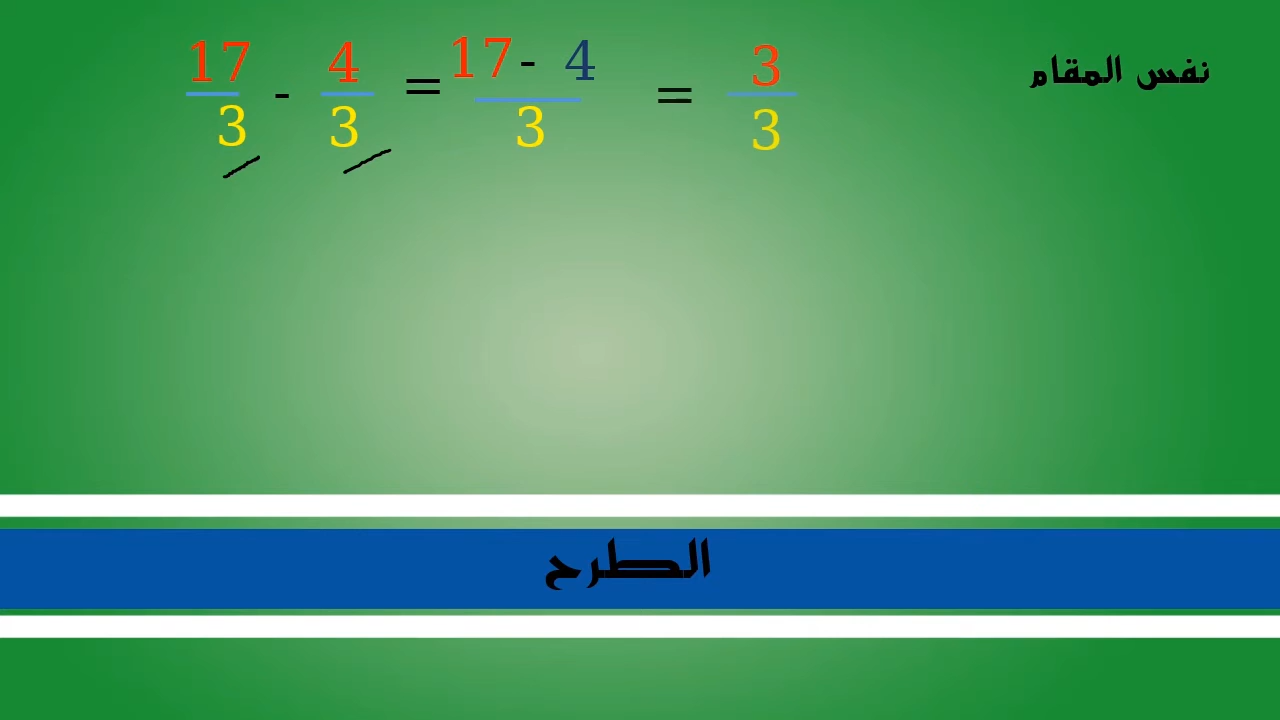 17/3 - 4/3 = 17- 4/3 = 3/3
نفس المقام
الطرح